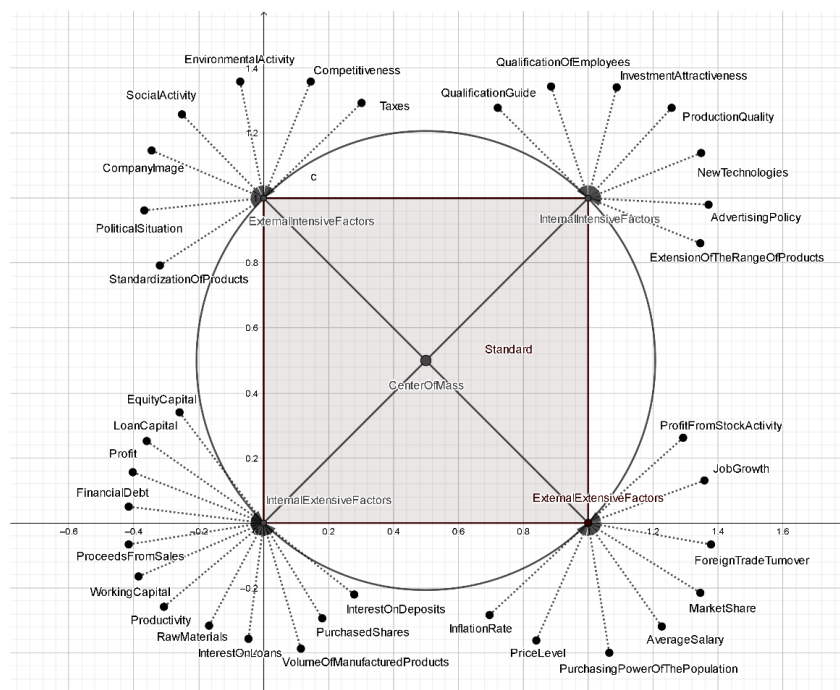 EnvironmentalActivity
1.4
Competitiveness
SocialActivity
Taxes
CompanyImage
PoliticalSituation
StandardizationOfProducts
QualificationOfEmployees
InvestmentAttractiveness
QualificationGuide
ProductionQuality
1.2
NewTechnologies
AdvertisingPolicy
ExtensionOfTheRangeOfProducts
c
ExternalIntensiveFactors
InternalIntensiveFactors
0.8
0.6
Standard
CenterOfMass
0.4
0.2
EquityCapital
LoanCapital
Profit
FinancialDebt
ProfitFromStockActivity
JobGrowth
InternalExtensiveFactors
ExternalExtensiveFactors
−0.6
−0.4
−0.2
0.2
0.4
0.6
0.8
1.2
1.4
1.6
ProceedsFromSales
WorkingCapital
Productivity
RawMaterials
InterestOnLoans
−0.2
InterestOnDeposits
PurchasedShares
VolumeOfManufacturedProducts
ForeignTradeTurnover
MarketShare
InflationRate
AverageSalary
PriceLevel
PurchasingPowerOfThePopulation